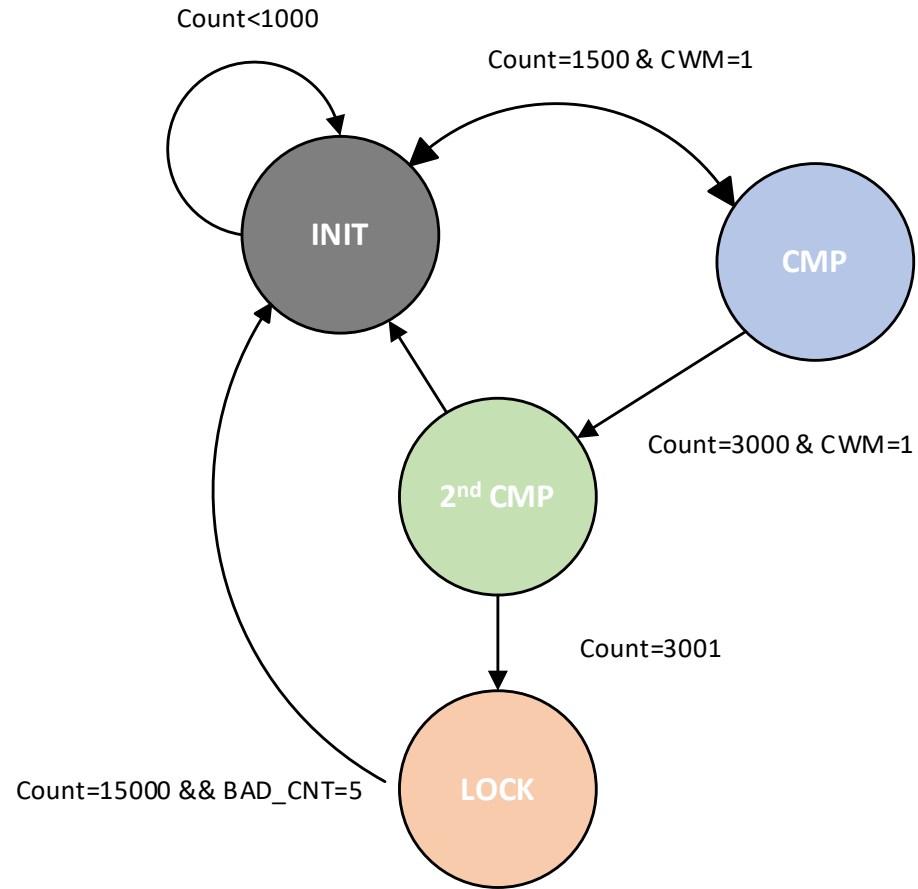 Count<1000
Count=1500 & CWM=1
INIT
CMP
Count=3000 & CWM=1
2nd CMP
Count=3001
Count=15000 && BAD_CNT=5
LOCK